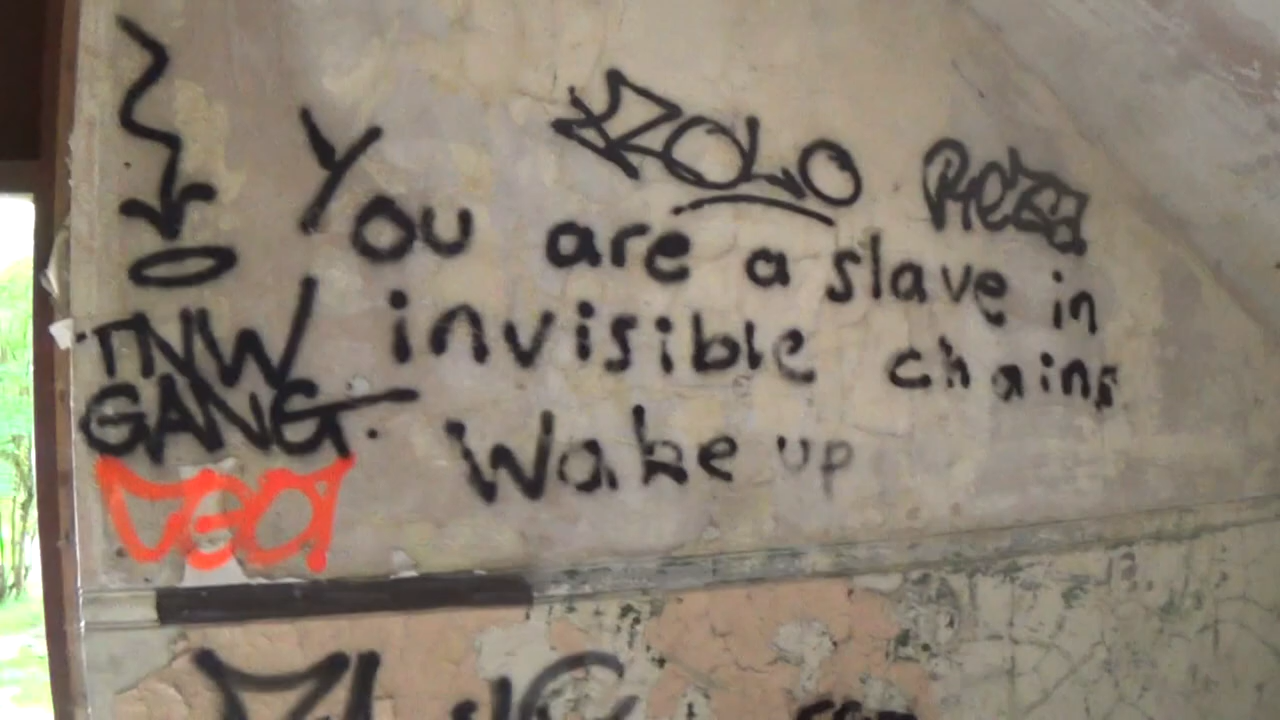 ZOLO
You are a slave in
invisible chains
Wake up
TNW
GANG.